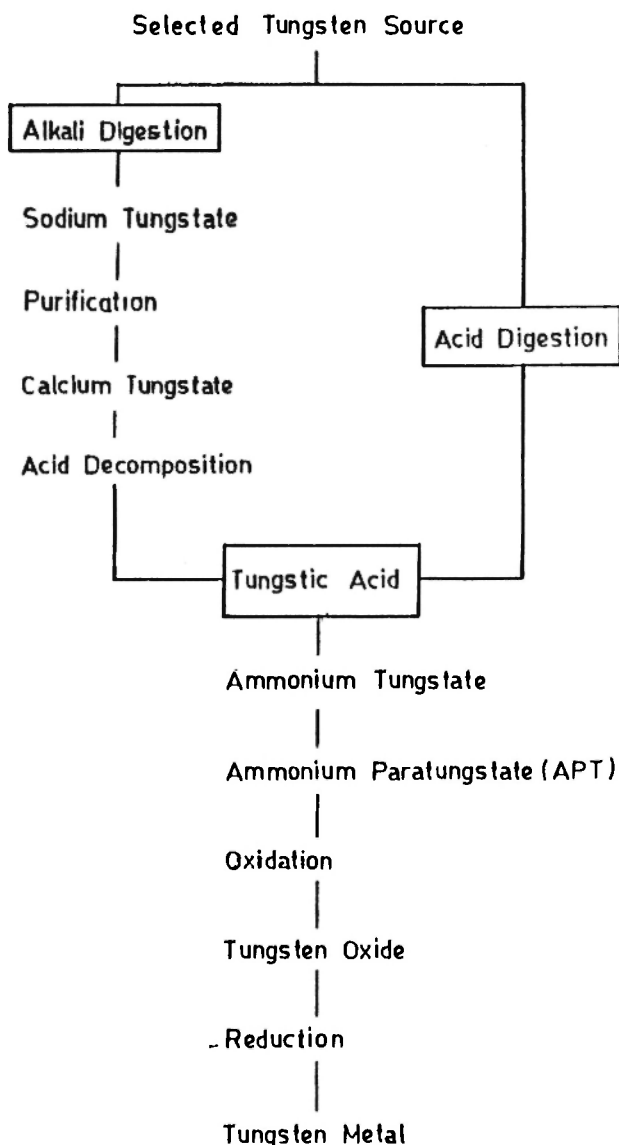 Selected Tungsten Source
Alkali Digestion
Sodium Tungstate
Purification
Acid Digestion
Calcium Tungstate
Acid Decomposition
Tungstic Acid
Ammonium Tungstate
Ammonium Paratungstate (APT)
Oxidation
Tungsten Oxide
Reduction
Tungsten Metal